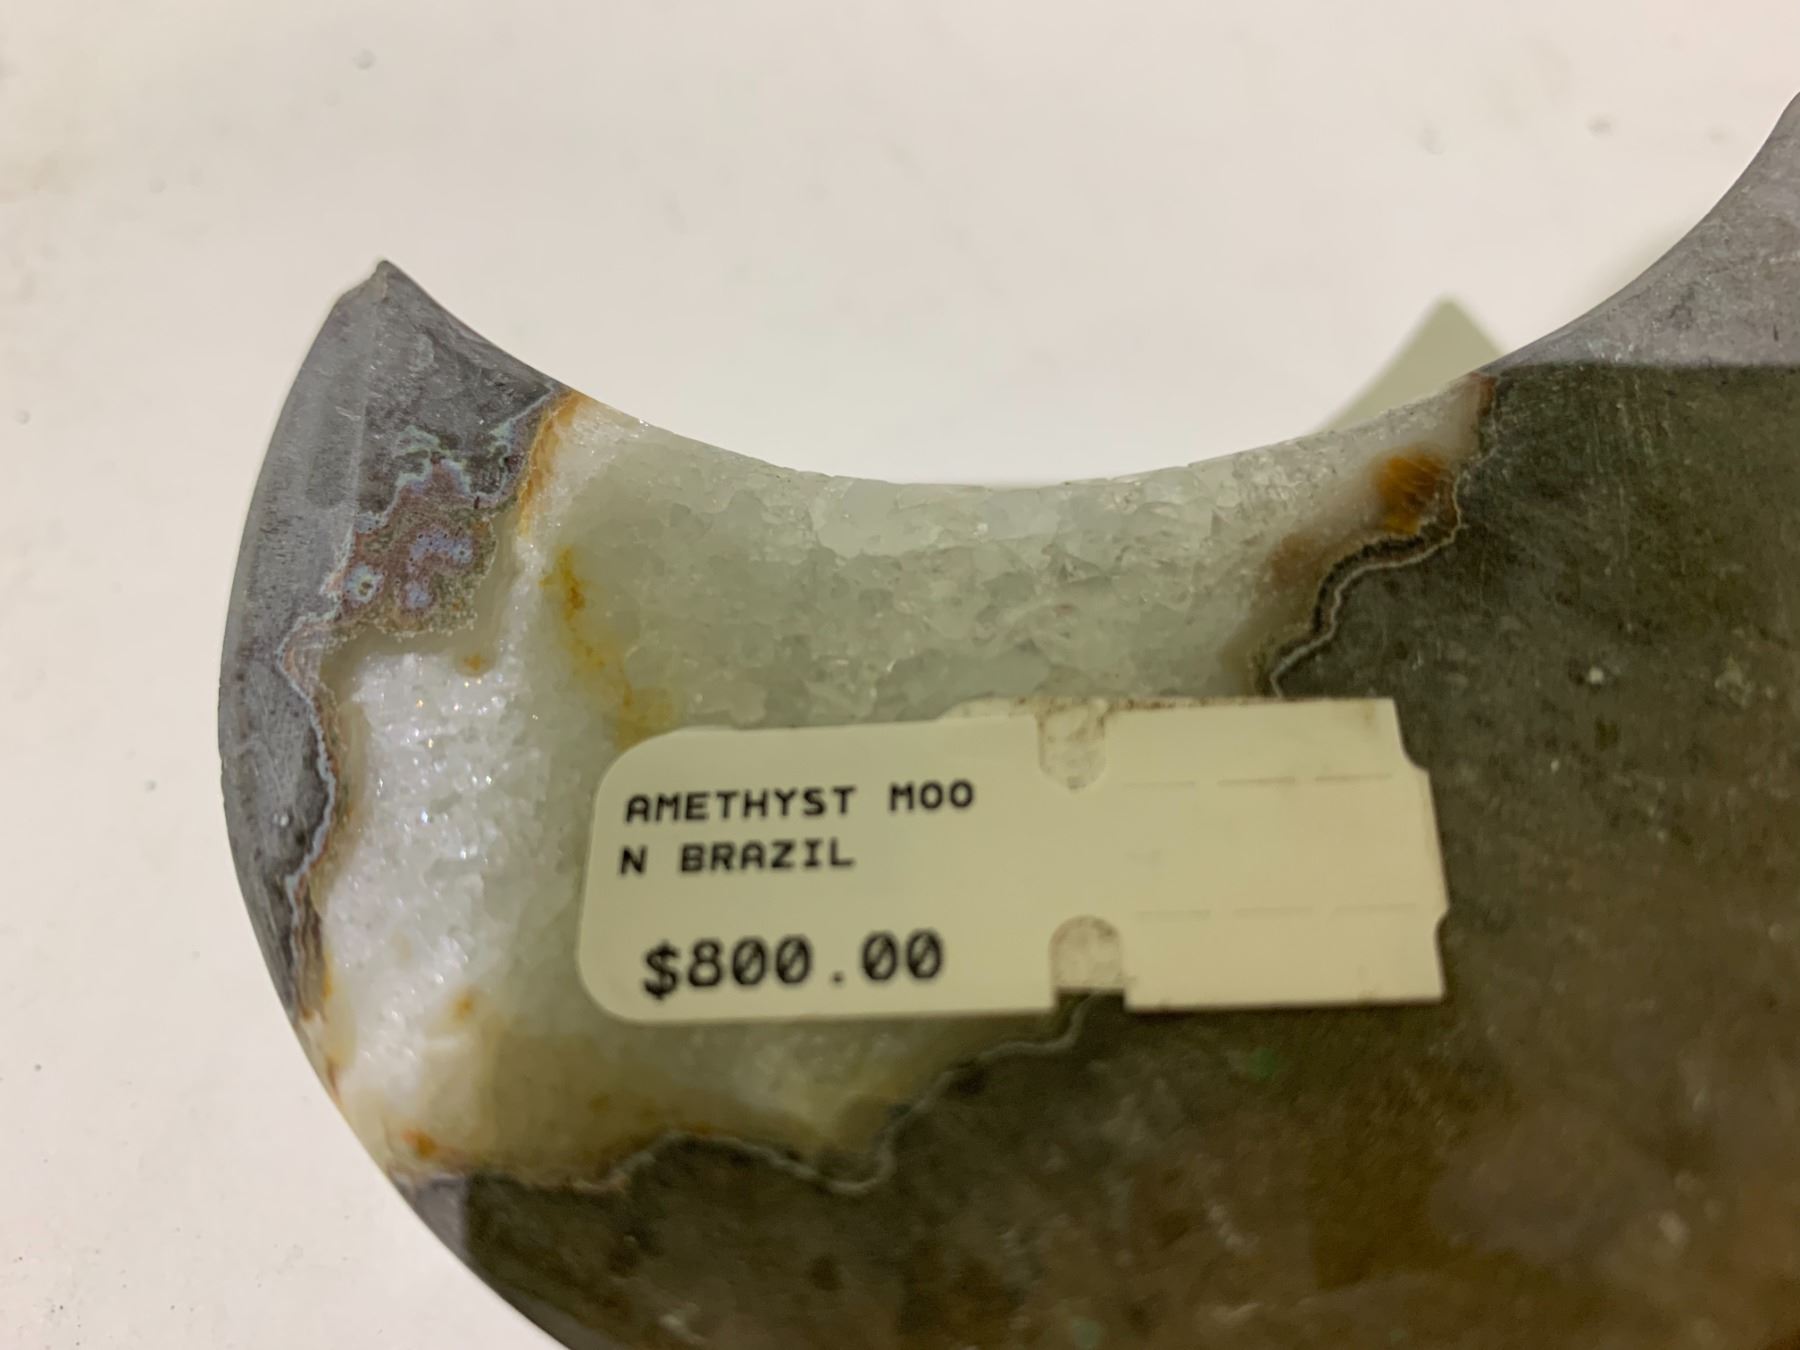 AMETHYST MOO
N BRAZIL
$800.00